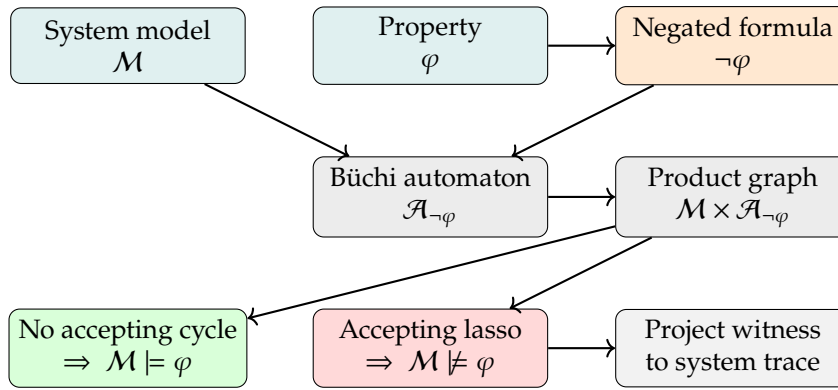 System model
ℳ
Property
φ
Negated formula
¬φ
Büchi automaton
𝒜¬φ
Product graph
ℳ × 𝒜¬φ
No accepting cycle
⇒ ℳ ⊨ φ
Accepting lasso
⇒ ℳ ⊭ φ
Project witness
to system trace